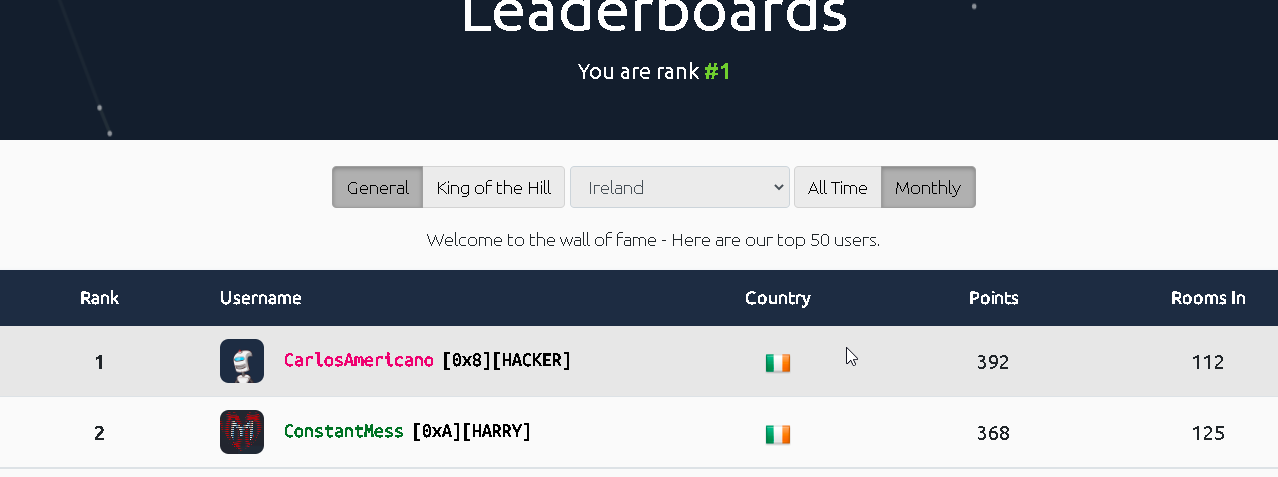 Leaderboards
You are rank #1
General King of the Hill Ireland All Time Monthly
Welcome to the wall of fame - Here are our top 50 users.
Rank Username Country Points Rooms In
1 CarlosAmericano [0x8][HACKER] 392 112
2 M ConstantMess [0xA][HARRY] 368 125